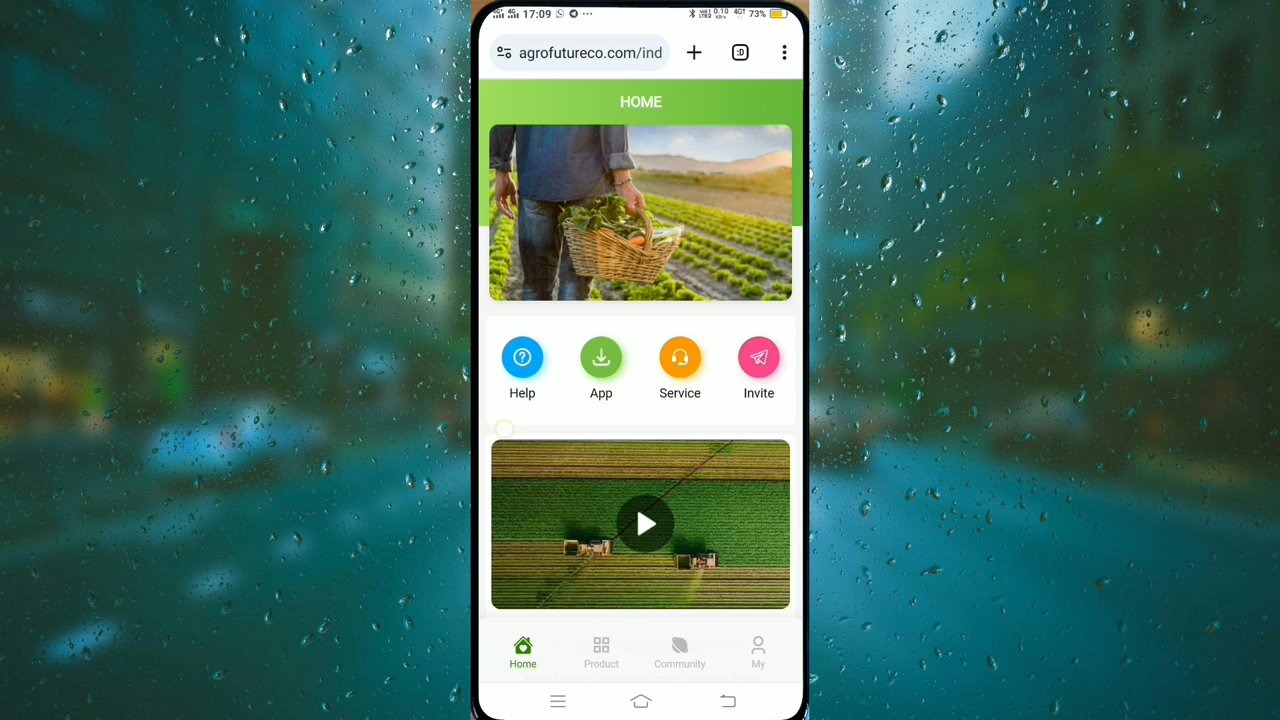 17:09 73%
agrofutureco.com/ind
HOME
Help App Service Invite
Home Product Community My